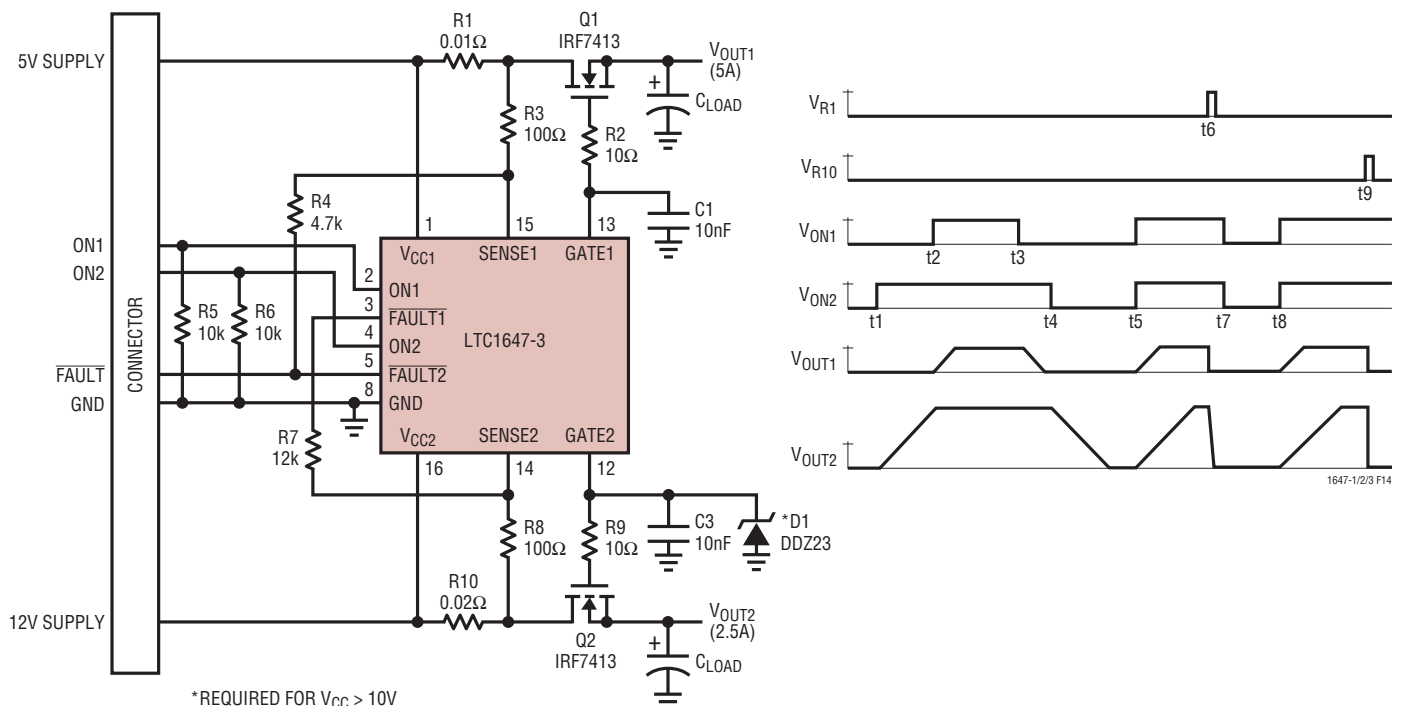 5V SUPPLY
R1
0.01Ω
Q1
IRF7413
VOUT1
(5A)
CLOAD
R3
100Ω
R2
10Ω
R4
4.7k
C1
10nF
1
15
13
VCC1
SENSE1
GATE1
ON1
ON2
CONNECTOR
R5
10k
R6
10k
FAULT
GND
2
ON1
3
FAULT1
4
ON2
5
FAULT2
8
GND
LTC1647-3
VCC2
SENSE2
GATE2
16
14
12
R7
12k
R8
100Ω
R9
10Ω
C3
10nF
*D1
DDZ23
12V SUPPLY
R10
0.02Ω
Q2
IRF7413
VOUT2
(2.5A)
CLOAD
*REQUIRED FOR VCC > 10V
VR1
t6
VR10
t9
VON1
t2
t3
VON2
t1
t4
t5
t7
t8
VOUT1
VOUT2
1647-1/2/3 F14